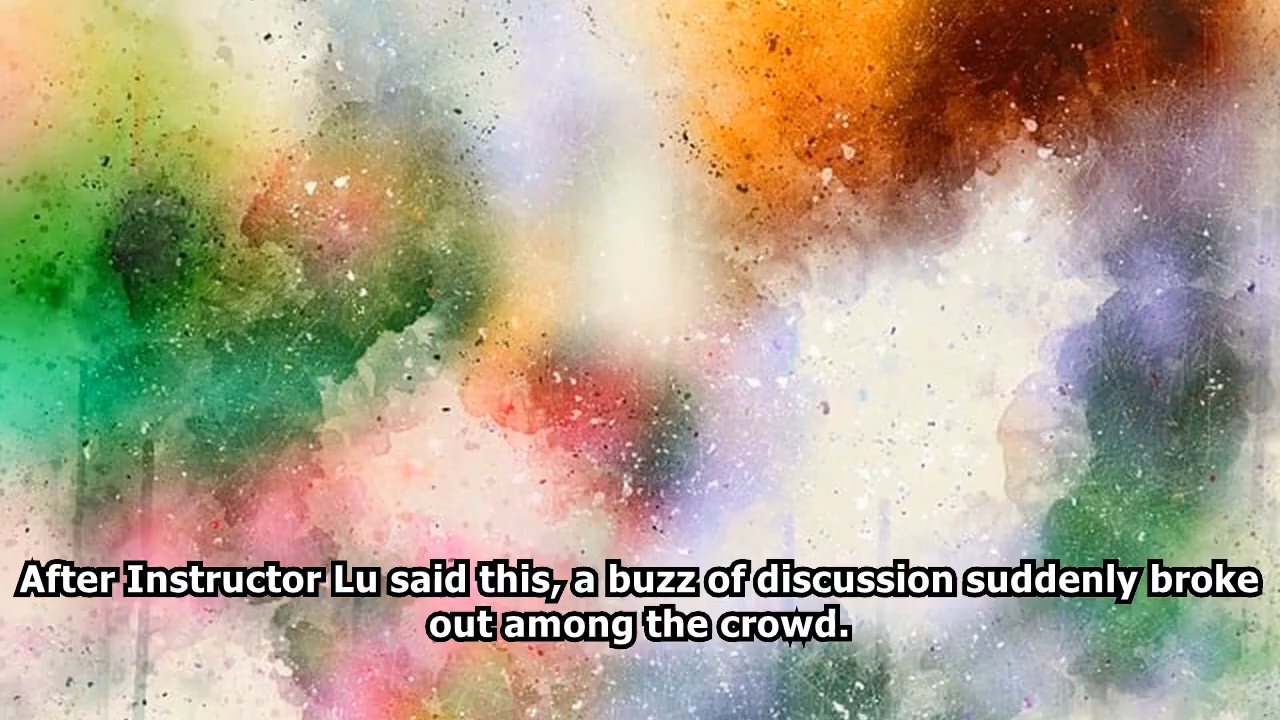 After Instructor Lu said this, a buzz of discussion suddenly broke
out among the crowd.